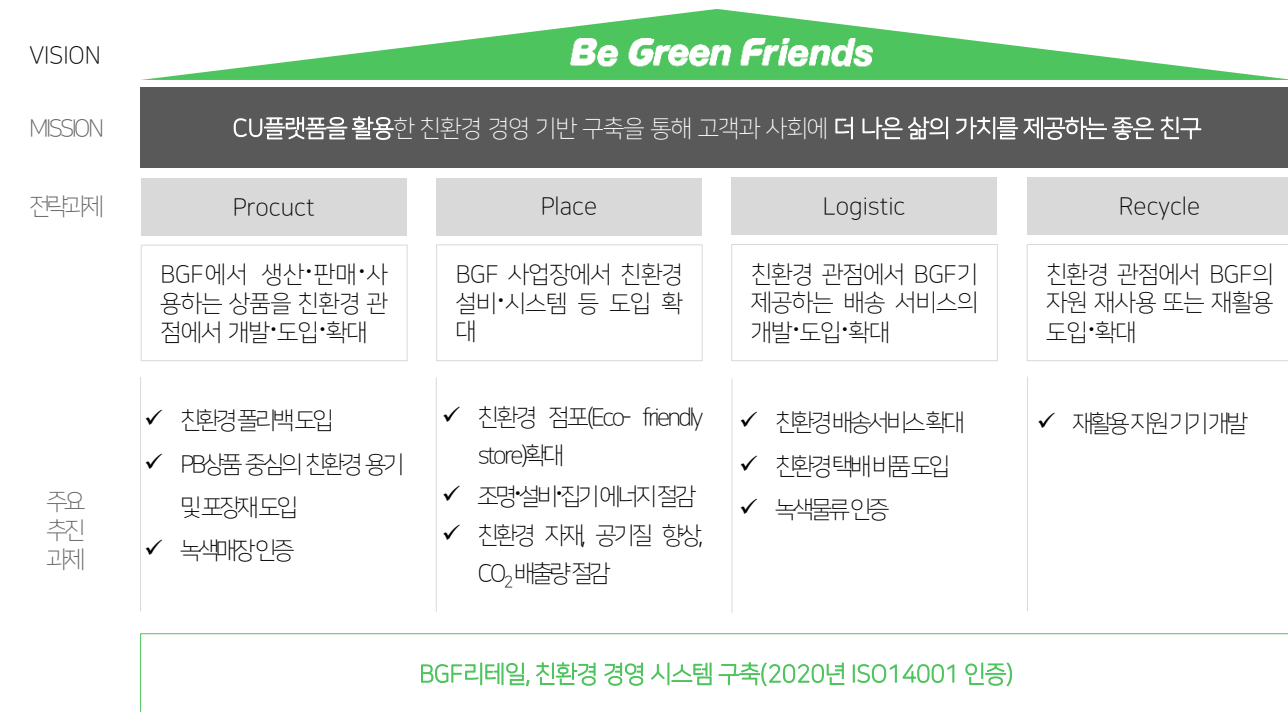 VISION
Be Green Friends
MISSION
CU플랫폼을 활용한 친환경 경영 기반 구축을 통해 고객과 사회에 더 나은 삶의 가치를 제공하는 좋은 친구
전략과제
Procuct
Place
Logistic
Recycle
BGF에서 생산•판매•사
용하는 상품을 친환경 관
점에서 개발•도입•확대
BGF 사업장에서 친환경
설비•시스템 등 도입 확
대
친환경 관점에서 BGF기
제공하는 배송 서비스의
개발•도입•확대
친환경 관점에서 BGF의
자원 재사용 또는 재활용
도입•확대
주요
추진
과제
✓ 친환경 폴리백 도입
✓ PB상품 중심의 친환경 용기
및 포장재 도입
✓ 녹색매장 인증
✓ 친환경 점포(Eco- friendly
store)확대
✓ 조명•설비•집기 에너지 절감
✓ 친환경 자재, 공기질 향상,
CO₂ 배출량 절감
✓ 친환경 배송서비스 확대
✓ 친환경 택배 비품 도입
✓ 녹색물류 인증
✓ 재활용 지원 기기 개발
BGF리테일, 친환경 경영 시스템 구축(2020년 ISO14001 인증)